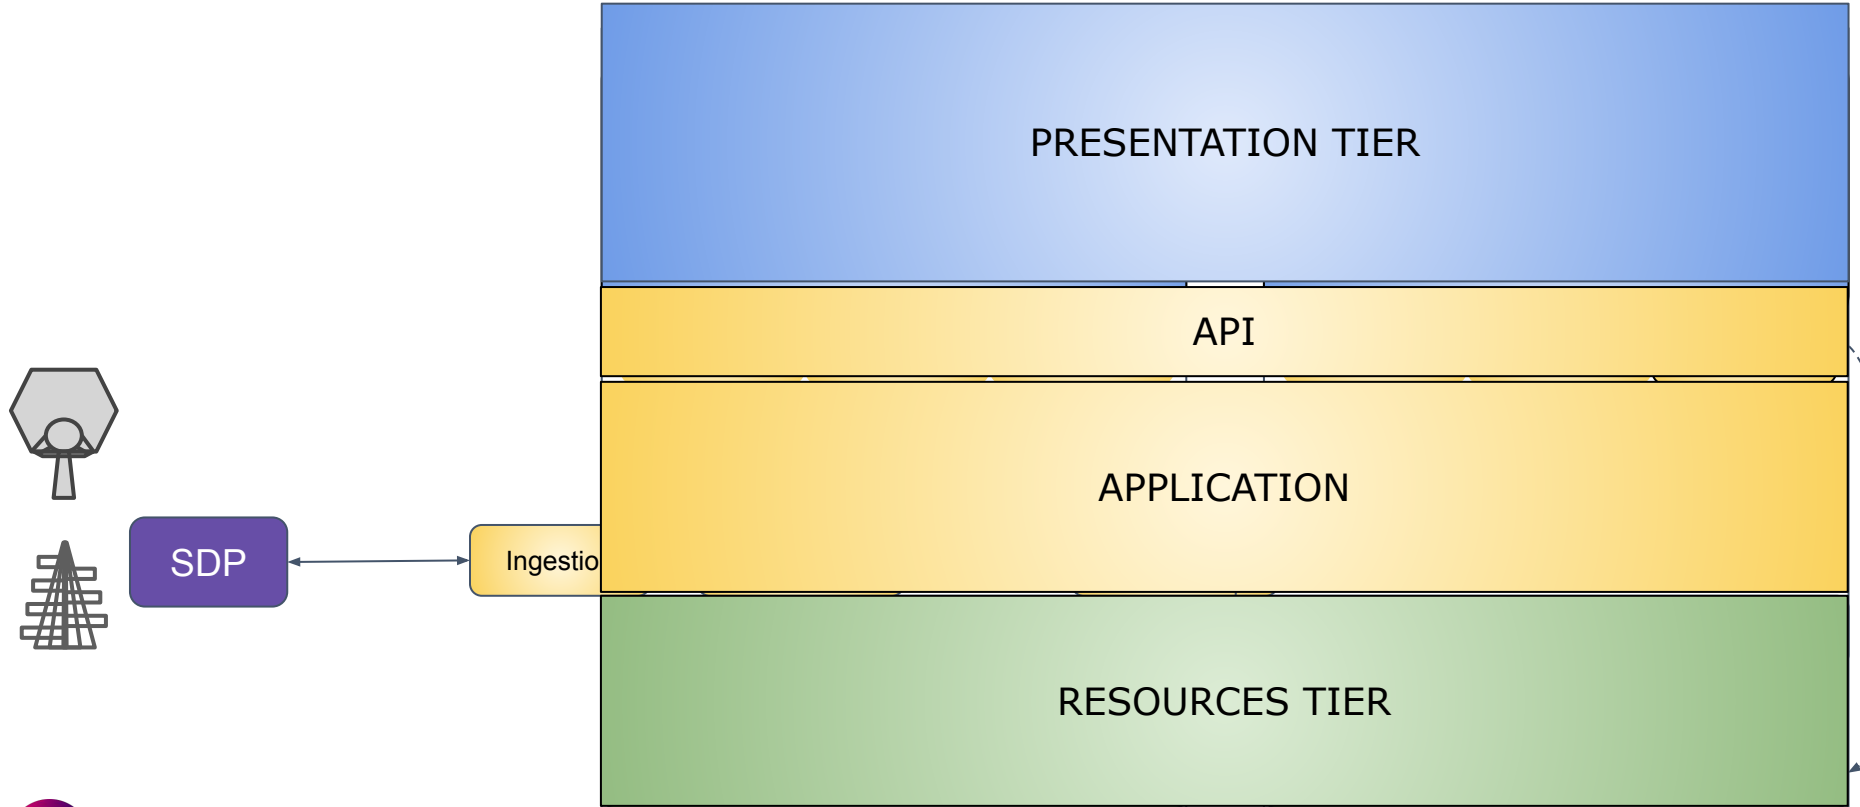 PRESENTATION TIER
API
APPLICATION
SDP
Ingestio
RESOURCES TIER